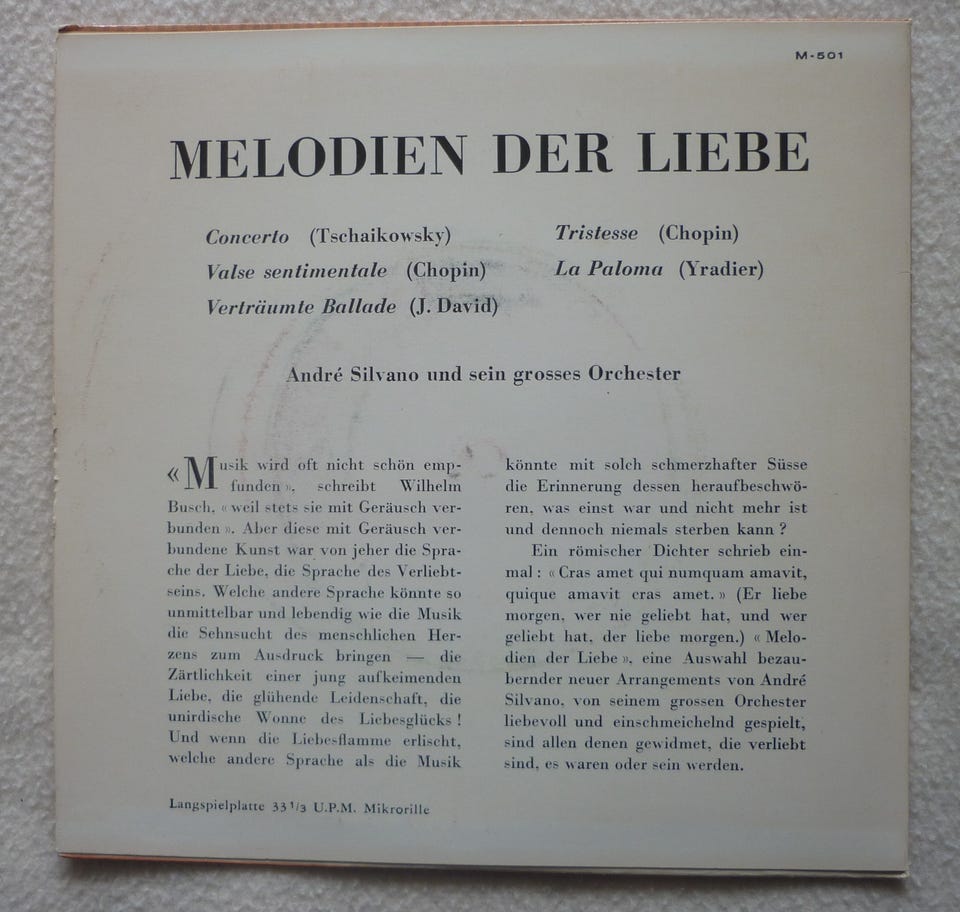 M-501
MELODIEN DER LIEBE
Concerto (Tschaikowsky)
Valse sentimentale (Chopin)
Verträumte Ballade (J. David)
Tristesse (Chopin)
La Paloma (Yradier)
André Silvano und sein grosses Orchester
«Musik wird oft nicht schön emp-
funden», schreibt Wilhelm
Busch, «weil stets sie mit Geräusch ver-
bunden». Aber diese mit Geräusch ver-
bundene Kunst war von jeher die Spra-
che der Liebe, die Sprache des Verliebt-
seins. Welche andere Sprache könnte so
unmittelbar und lebendig wie die Musik
die Sehnsucht des menschlichen Her-
zens zum Ausdruck bringen — die
Zärtlichkeit einer jung aufkeimenden
Liebe, die glühende Leidenschaft, die
unirdische Wonne des Liebesglücks!
Und wenn die Liebesflamme erlischt,
welche andere Sprache als die Musik
könnte mit solch schmerzhafter Süsse
die Erinnerung dessen heraufbeschwö-
ren, was einst war und nicht mehr ist
und dennoch niemals sterben kann?
Ein römischer Dichter schrieb ein-
mal: «Cras amet qui numquam amavit,
quique amavit cras amet.» (Er liebe
morgen, wer nie geliebt hat, und wer
geliebt hat, der liebe morgen.) «Melo-
dien der Liebe», eine Auswahl bezau-
bernder neuer Arrangements von André
Silvano, von seinem grossen Orchester
liebevoll und einschmeichelnd gespielt,
sind allen denen gewidmet, die verliebt
sind, es waren oder sein werden.
Langspielplatte 33 1/3 U.P.M. Mikrorille